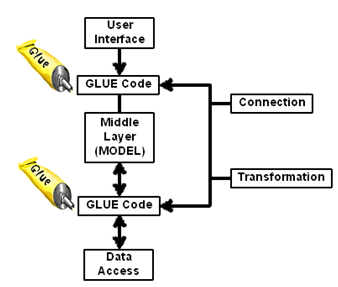 User
Interface
Glue
GLUE Code
Connection
Middle
Layer
(MODEL)
Transformation
Glue
GLUE Code
Data
Access